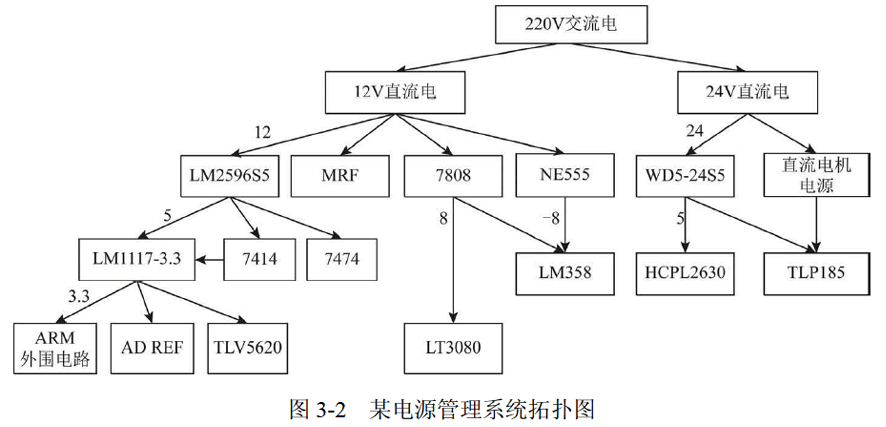 220V交流电
12V直流电
24V直流电
12
24
LM2596S5
MRF
7808
NE555
WD5-24S5
直流电机
电源
5
8
−8
5
LM1117-3.3
7414
7474
LM358
HCPL2630
TLP185
3.3
ARM
外围电路
AD REF
TLV5620
LT3080
图 3-2 某电源管理系统拓扑图